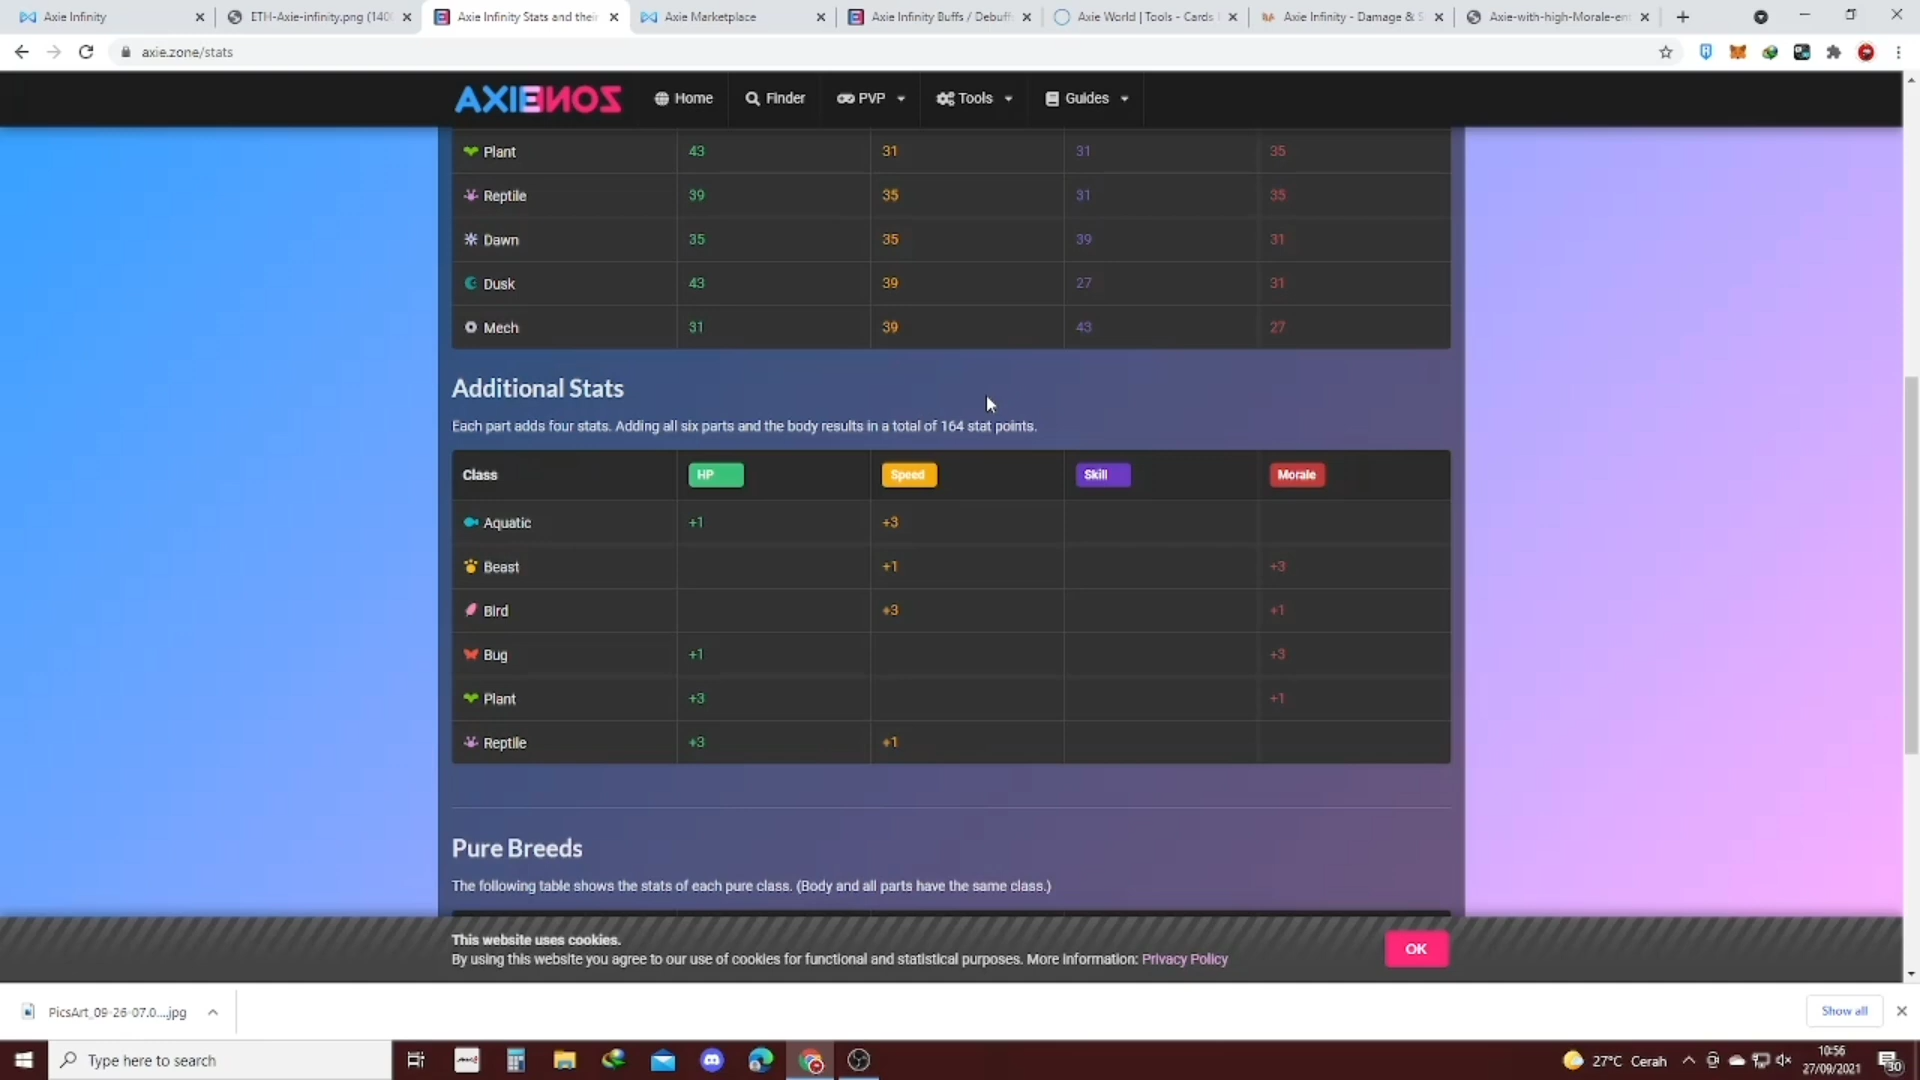 Axie Infinity
ETH-Axie-infinity.png (140
Axie Infinity Stats and their
Axie Marketplace
Axie Infinity Buffs / Debuff
Axie World | Tools - Cards
Axie Infinity - Damage & S
Axie-with-high-Morale-en
axie.zone/stats
AXIE ZONE
Home
Finder
PVP
Tools
Guides
Plant 43 31 31 35
Reptile 39 35 31 35
Dawn 35 35 39 31
Dusk 43 39 27 31
Mech 31 39 43 27
Additional Stats
Each part adds four stats. Adding all six parts and the body results in a total of 164 stat points.
Class HP Speed Skill Morale
Aquatic +1 +3
Beast +1 +3
Bird +3 +1
Bug +1 +3
Plant +3 +1
Reptile +3 +1
Pure Breeds
The following table shows the stats of each pure class. (Body and all parts have the same class.)
This website uses cookies.
By using this website you agree to our use of cookies for functional and statistical purposes. More information: Privacy Policy
OK
PicsArt_09-26-07.0....jpg
Show all
Type here to search
27°C Cerah
10:56
27/09/2021
30